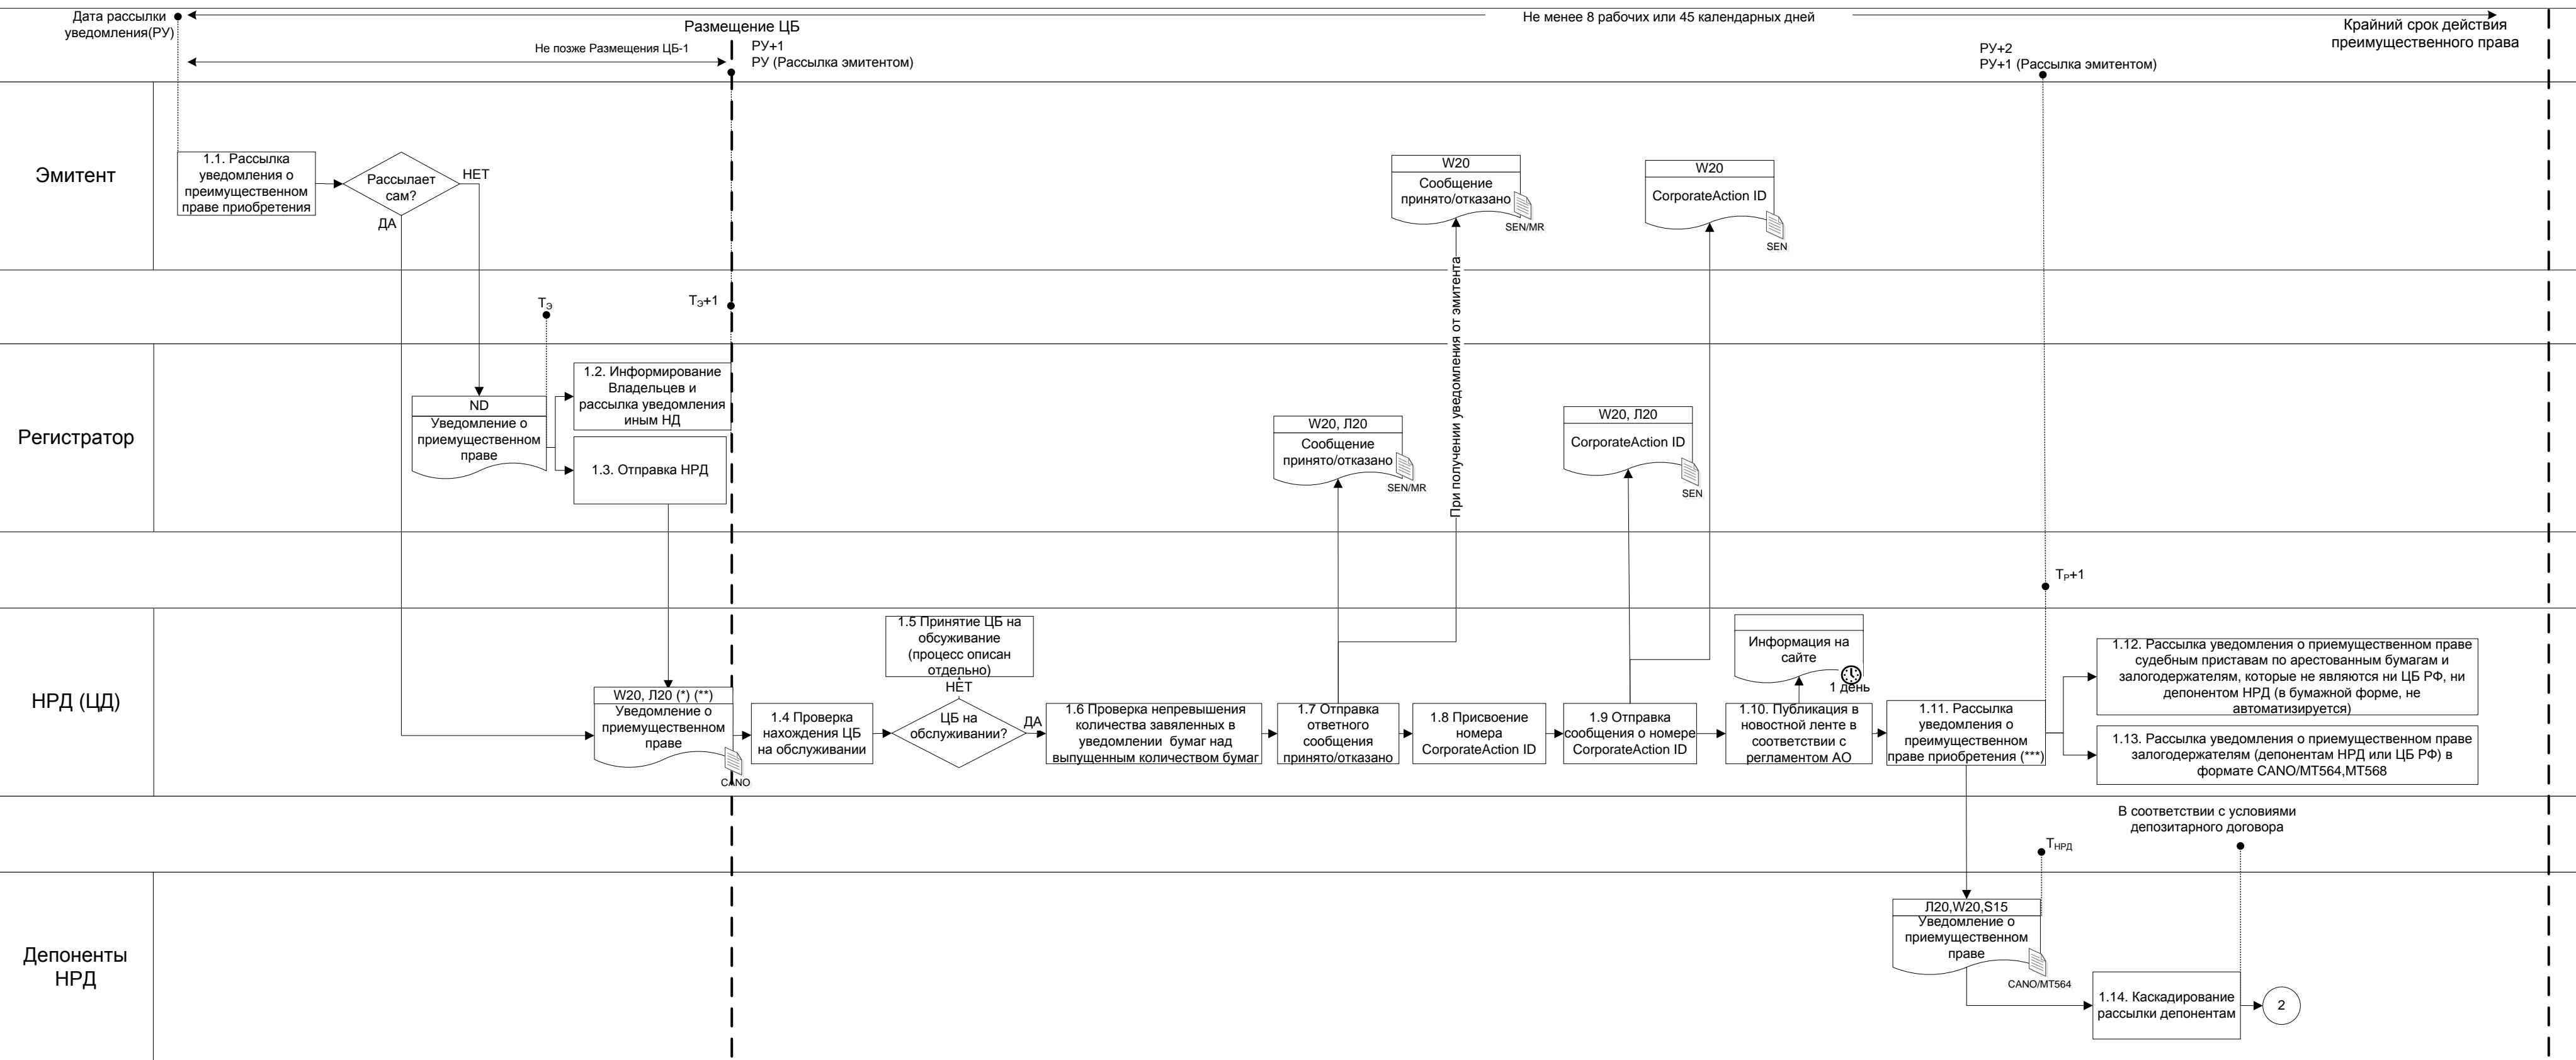 Дата рассылки
уведомления(РУ)
Размещение ЦБ
Не менее 8 рабочих или 45 календарных дней
Крайний срок действия
преимущественного права
Не позже Размещения ЦБ-1
РУ+1
РУ (Рассылка эмитентом)
РУ+2
РУ+1 (Рассылка эмитентом)
Эмитент
1.1. Рассылка
уведомления о
преимущественном
праве приобретения
Рассылает
сам?
НЕТ
ДА
W20
Сообщение
принято/отказано
SEN/MR
W20
CorporateAction ID
SEN
При получении уведомления от эмитента
TЭ
TЭ+1
Регистратор
ND
Уведомление о
приемущественном
праве
1.2. Информирование
Владельцев и
рассылка уведомления
иным НД
1.3. Отправка НРД
W20, Л20
Сообщение
принято/отказано
SEN/MR
W20, Л20
CorporateAction ID
SEN
TР+1
НРД (ЦД)
W20, Л20 (*) (**)
Уведомление о
приемущественном
праве
CANO
1.4 Проверка
нахождения ЦБ
на обслуживании
1.5 Принятие ЦБ на
обсуживание
(процесс описан
отдельно)
НЕТ
ЦБ на
обслуживании?
ДА
1.6 Проверка непревышения
количества завяленных в
уведомлении бумаг над
выпущенным количеством бумаг
1.7 Отправка
ответного
сообщения
принято/отказано
1.8 Присвоение
номера
CorporateAction ID
1.9 Отправка
сообщения о номере
CorporateAction ID
Информация на
сайте
1 день
1.10. Публикация в
новостной ленте в
соответствии с
регламентом АО
1.11. Рассылка
уведомления о
преимущественном
праве приобретения (***)
1.12. Рассылка уведомления о приемущественном праве
судебным приставам по арестованным бумагам и
залогодержателям, которые не являются ни ЦБ РФ, ни
депонентом НРД (в бумажной форме, не
автоматизируется)
1.13. Рассылка уведомления о приемущественном праве
залогодержателям (депонентам НРД или ЦБ РФ) в
формате CANO/MT564,MT568
В соответствии с условиями
депозитарного договора
TНРД
Депоненты
НРД
Л20,W20,S15
Уведомление о
приемущественном
праве
CANO/MT564
1.14. Каскадирование
рассылки депонентам
2